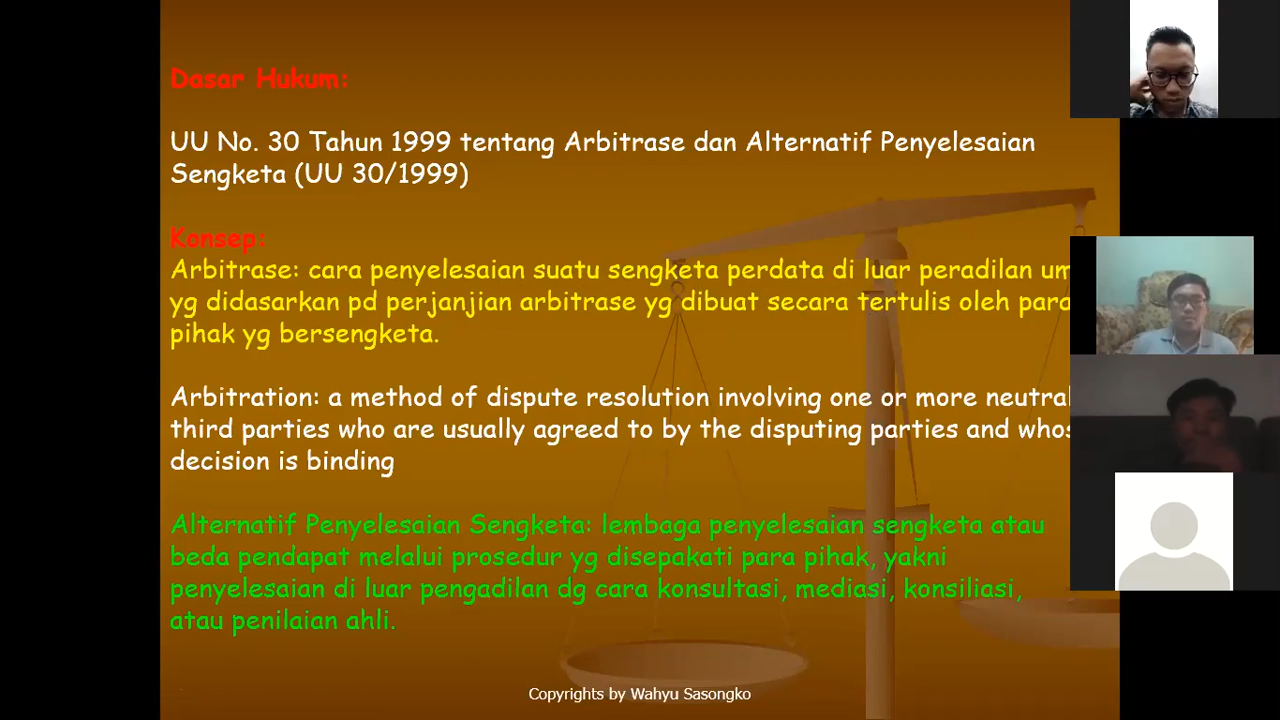 Dasar Hukum:
UU No. 30 Tahun 1999 tentang Arbitrase dan Alternatif Penyelesaian
Sengketa (UU 30/1999)
Konsep:
Arbitrase: cara penyelesaian suatu sengketa perdata di luar peradilan um
yg didasarkan pd perjanjian arbitrase yg dibuat secara tertulis oleh para
pihak yg bersengketa.
Arbitration: a method of dispute resolution involving one or more neutral
third parties who are usually agreed to by the disputing parties and whos
decision is binding
Alternatif Penyelesaian Sengketa: lembaga penyelesaian sengketa atau
beda pendapat melalui prosedur yg disepakati para pihak, yakni
penyelesaian di luar pengadilan dg cara konsultasi, mediasi, konsiliasi,
atau penilaian ahli.
Copyrights by Wahyu Sasongko